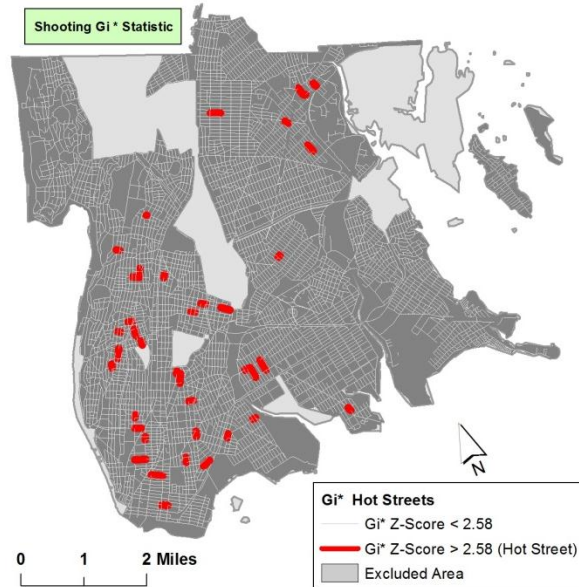 Shooting Gi * Statistic
N
Gi* Hot Streets
Gi* Z-Score < 2.58
Gi* Z-Score > 2.58 (Hot Street)
Excluded Area
0 1 2 Miles